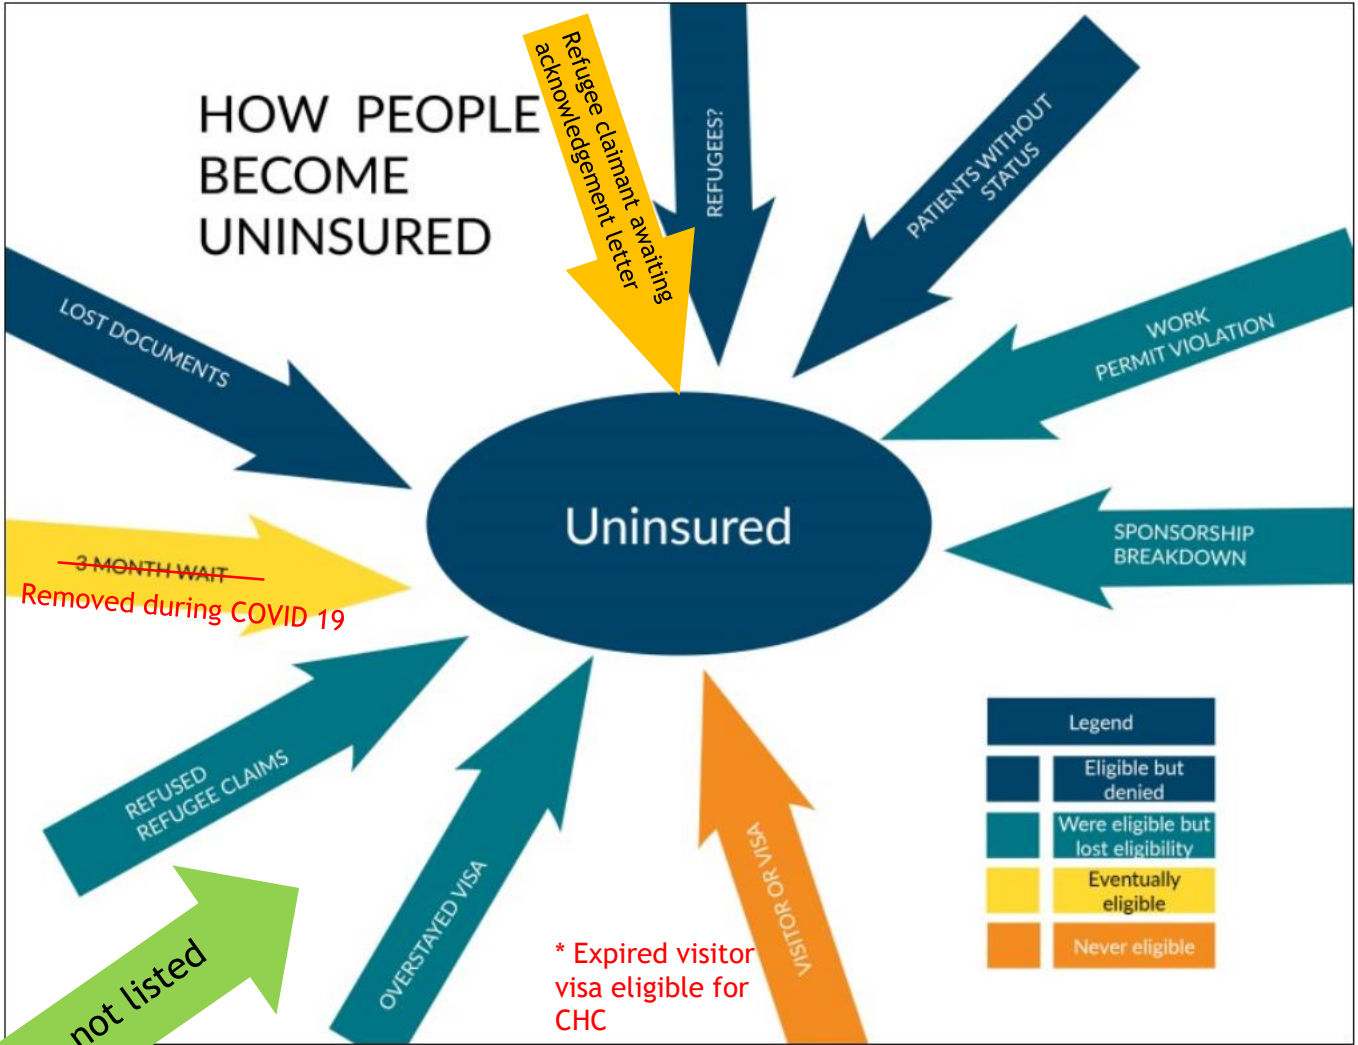 HOW PEOPLE
BECOME
UNINSURED
Refugee claimant awaiting
acknowledgement letter
REFUGEES?
PATIENTS WITHOUT
STATUS
WORK
PERMIT VIOLATION
SPONSORSHIP
BREAKDOWN
LOST DOCUMENTS
3 MONTH WAIT
Removed during COVID 19
Uninsured
REFUSED
REFUGEE CLAIMS
not listed
OVERSTAYED VISA
VISITOR OR VISA
* Expired visitor
visa eligible for
CHC
Legend
Eligible but
denied
Were eligible but
lost eligibility
Eventually
eligible
Never eligible